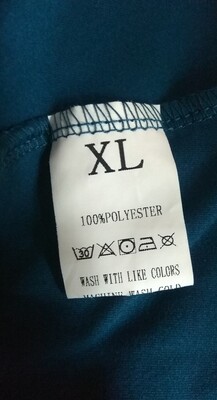 XL
100%POLYESTER
30
WASH WITH LIKE COLORS
MACHINE WASH COLD